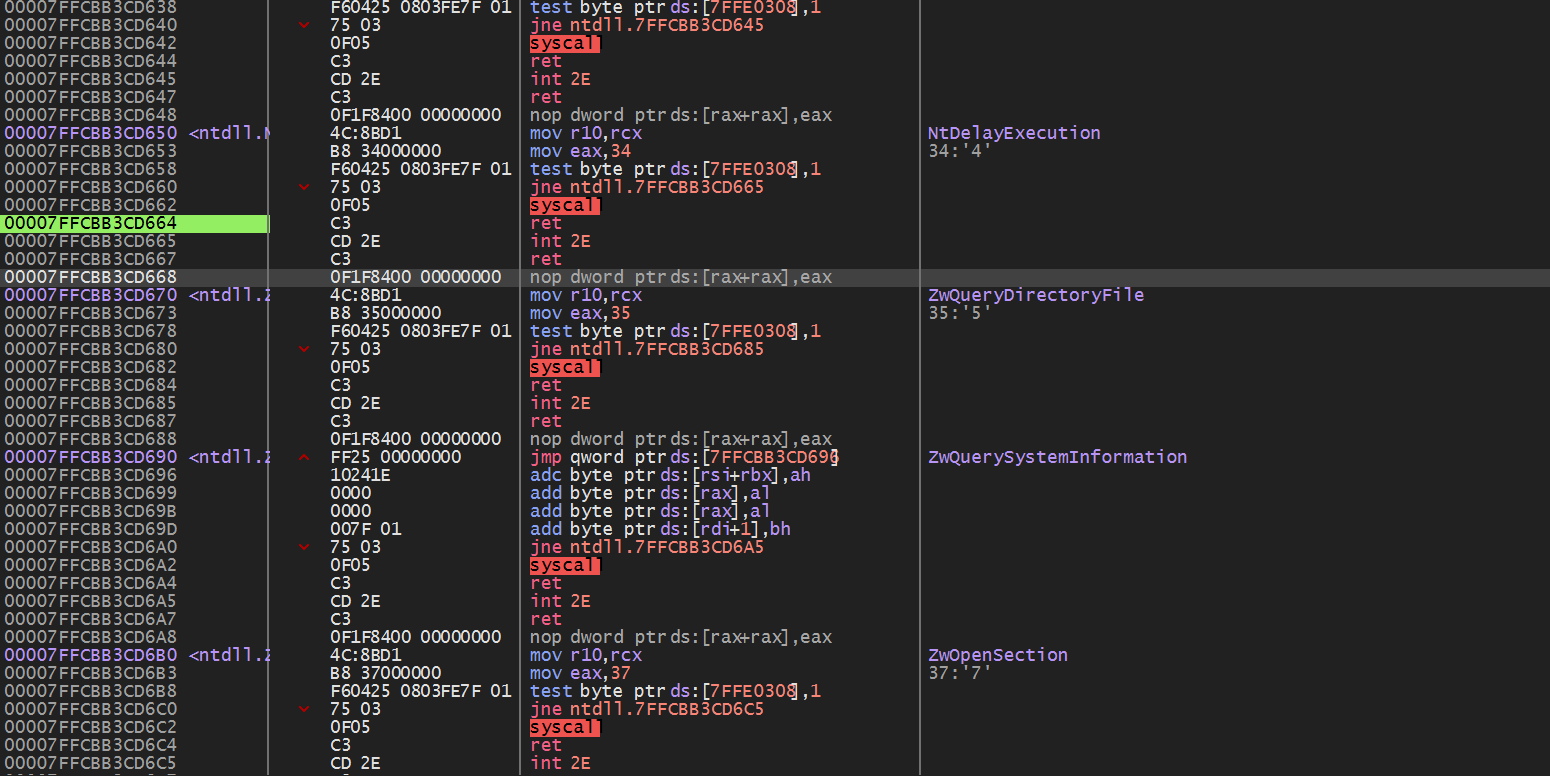 00007FFCBB3CD638 F60425 0803FE7F 01 test byte ptr ds:[7FFE0308],1
00007FFCBB3CD640 75 03 jne ntdll.7FFCBB3CD645
00007FFCBB3CD642 0F05 syscall
00007FFCBB3CD644 C3 ret
00007FFCBB3CD645 CD 2E int 2E
00007FFCBB3CD647 C3 ret
00007FFCBB3CD648 0F1F8400 00000000 nop dword ptr ds:[rax+rax],eax
00007FFCBB3CD650 <ntdll.N 4C:8BD1 mov r10,rcx NtDelayExecution
00007FFCBB3CD653 B8 34000000 mov eax,34 34:'4'
00007FFCBB3CD658 F60425 0803FE7F 01 test byte ptr ds:[7FFE0308],1
00007FFCBB3CD660 75 03 jne ntdll.7FFCBB3CD665
00007FFCBB3CD662 0F05 syscall
00007FFCBB3CD664 C3 ret
00007FFCBB3CD665 CD 2E int 2E
00007FFCBB3CD667 C3 ret
00007FFCBB3CD668 0F1F8400 00000000 nop dword ptr ds:[rax+rax],eax
00007FFCBB3CD670 <ntdll.Z 4C:8BD1 mov r10,rcx ZwQueryDirectoryFile
00007FFCBB3CD673 B8 35000000 mov eax,35 35:'5'
00007FFCBB3CD678 F60425 0803FE7F 01 test byte ptr ds:[7FFE0308],1
00007FFCBB3CD680 75 03 jne ntdll.7FFCBB3CD685
00007FFCBB3CD682 0F05 syscall
00007FFCBB3CD684 C3 ret
00007FFCBB3CD685 CD 2E int 2E
00007FFCBB3CD687 C3 ret
00007FFCBB3CD688 0F1F8400 00000000 nop dword ptr ds:[rax+rax],eax
00007FFCBB3CD690 <ntdll.Z FF25 00000000 jmp qword ptr ds:[7FFCBB3CD696] ZwQuerySystemInformation
00007FFCBB3CD696 10241E adc byte ptr ds:[rsi+rbx],ah
00007FFCBB3CD699 0000 add byte ptr ds:[rax],al
00007FFCBB3CD69B 0000 add byte ptr ds:[rax],al
00007FFCBB3CD69D 007F 01 add byte ptr ds:[rdi+1],bh
00007FFCBB3CD6A0 75 03 jne ntdll.7FFCBB3CD6A5
00007FFCBB3CD6A2 0F05 syscall
00007FFCBB3CD6A4 C3 ret
00007FFCBB3CD6A5 CD 2E int 2E
00007FFCBB3CD6A7 C3 ret
00007FFCBB3CD6A8 0F1F8400 00000000 nop dword ptr ds:[rax+rax],eax
00007FFCBB3CD6B0 <ntdll.Z 4C:8BD1 mov r10,rcx ZwOpenSection
00007FFCBB3CD6B3 B8 37000000 mov eax,37 37:'7'
00007FFCBB3CD6B8 F60425 0803FE7F 01 test byte ptr ds:[7FFE0308],1
00007FFCBB3CD6C0 75 03 jne ntdll.7FFCBB3CD6C5
00007FFCBB3CD6C2 0F05 syscall
00007FFCBB3CD6C4 C3 ret
00007FFCBB3CD6C5 CD 2E int 2E